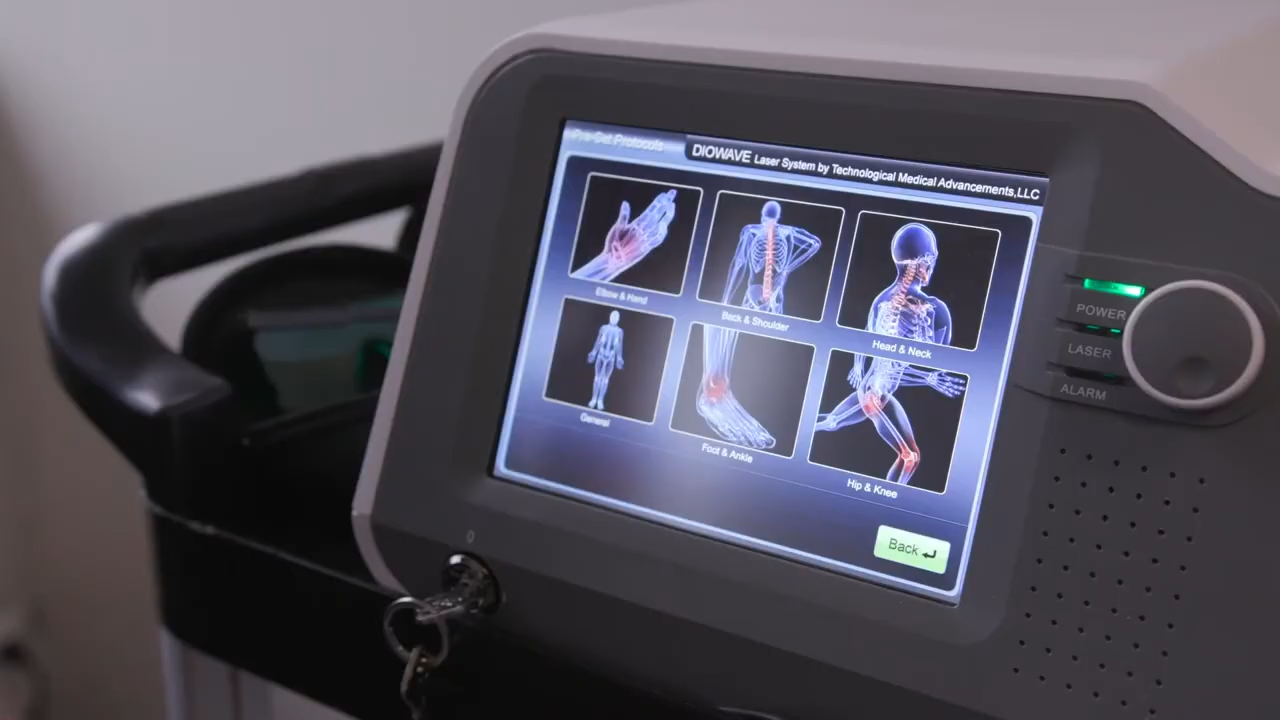 Pre-Set Protocols
DIOWAVE Laser System by Technological Medical Advancements,LLC
Elbow & Hand
Back & Shoulder
Head & Neck
General
Foot & Ankle
Hip & Knee
Back
POWER
LASER
ALARM
0